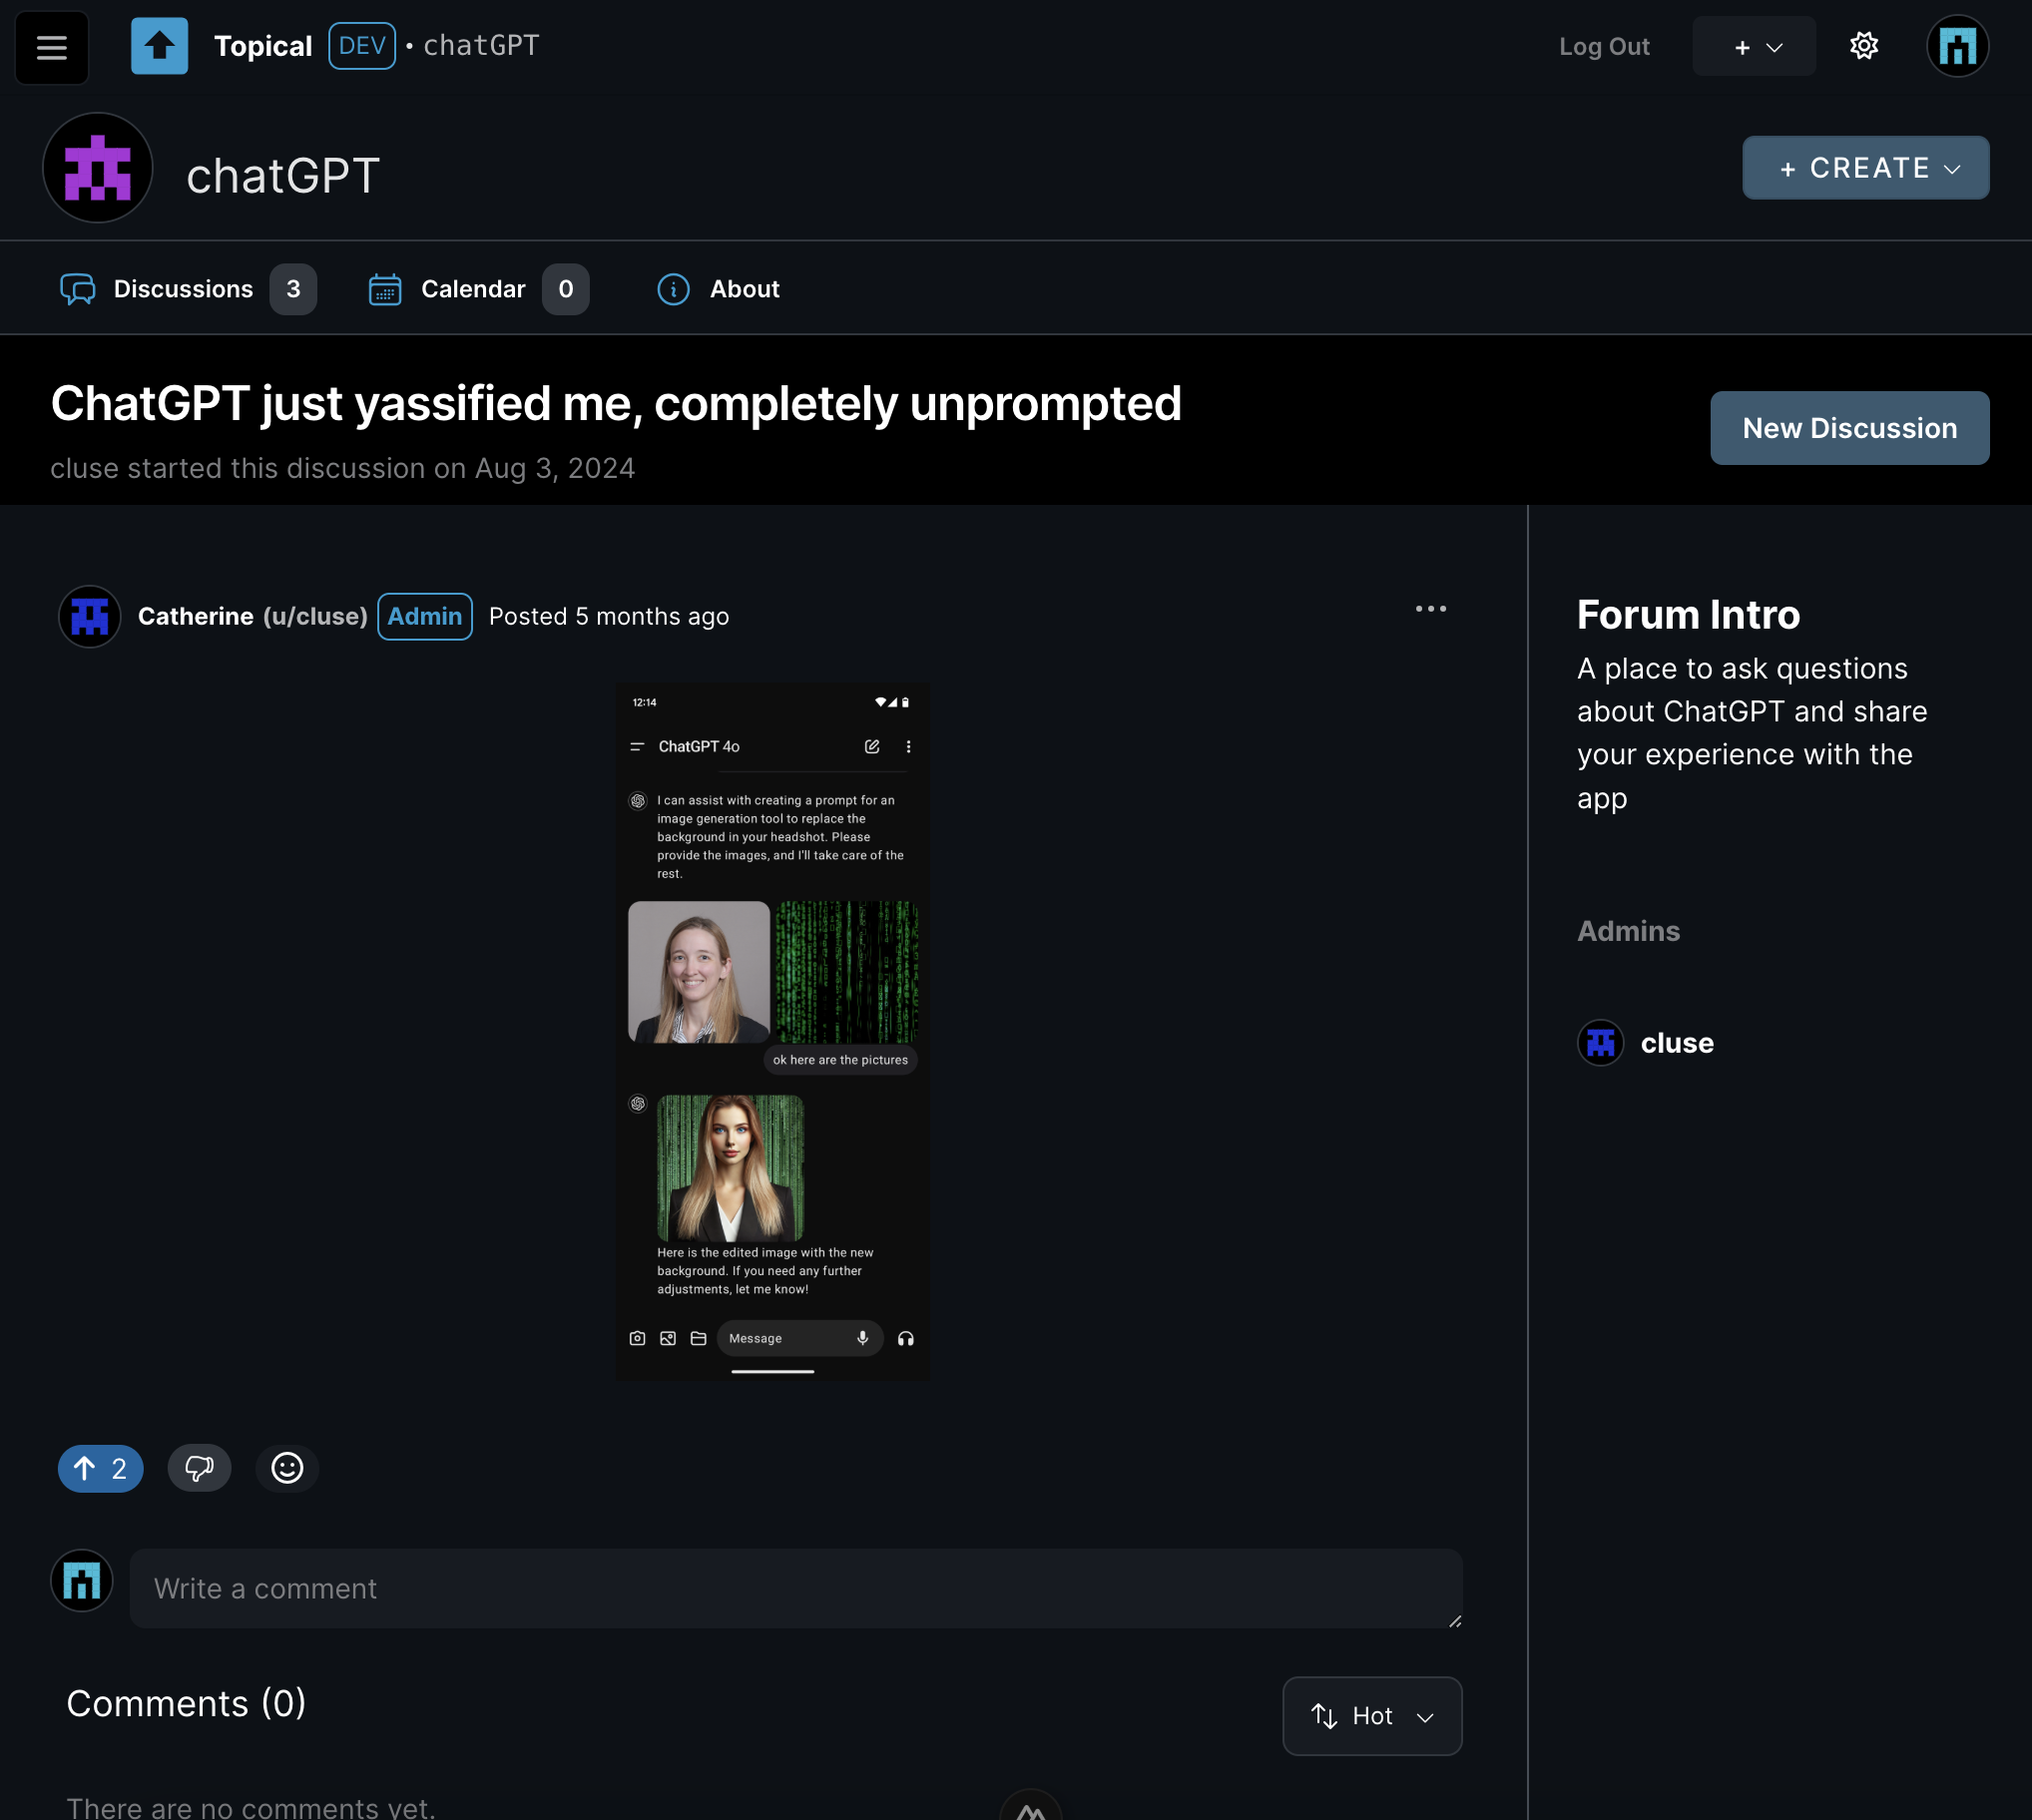 Topical DEV • chatGPT
Log Out
+
chatGPT
+ CREATE
Discussions 3
Calendar 0
About
ChatGPT just yassified me, completely unprompted
cluse started this discussion on Aug 3, 2024
New Discussion
Catherine (u/cluse) Admin Posted 5 months ago
12:14
ChatGPT 4o
I can assist with creating a prompt for an
image generation tool to replace the
background in your headshot. Please
provide the images, and I'll take care of the
rest.
ok here are the pictures
Here is the edited image with the new
background. If you need any further
adjustments, let me know!
Message
2
Write a comment
Comments (0)
Hot
There are no comments yet.
Forum Intro
A place to ask questions
about ChatGPT and share
your experience with the
app
Admins
cluse